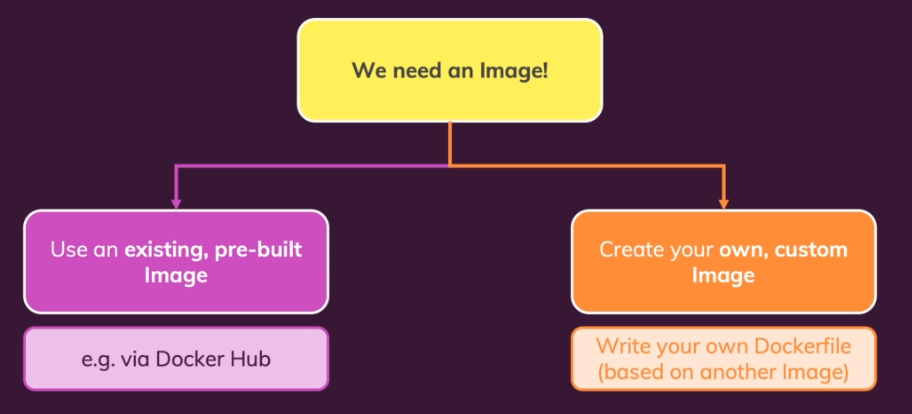 We need an Image!
Use an existing, pre-built
Image
Create your own, custom
Image
e.g. via Docker Hub
Write your own Dockerfile
(based on another Image)